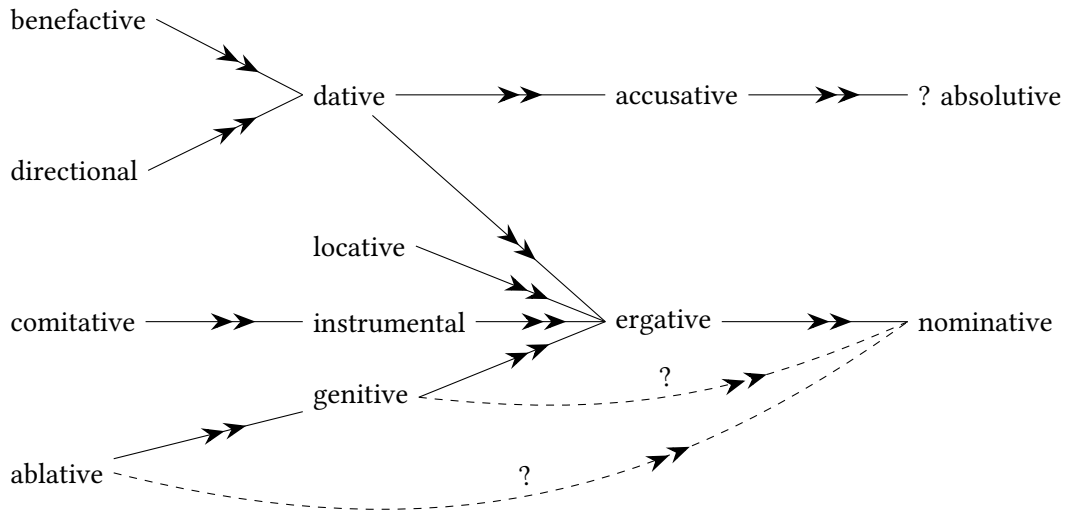 benefactive
dative
accusative
? absolutive
directional
locative
comitative
instrumental
ergative
nominative
?
genitive
ablative
?